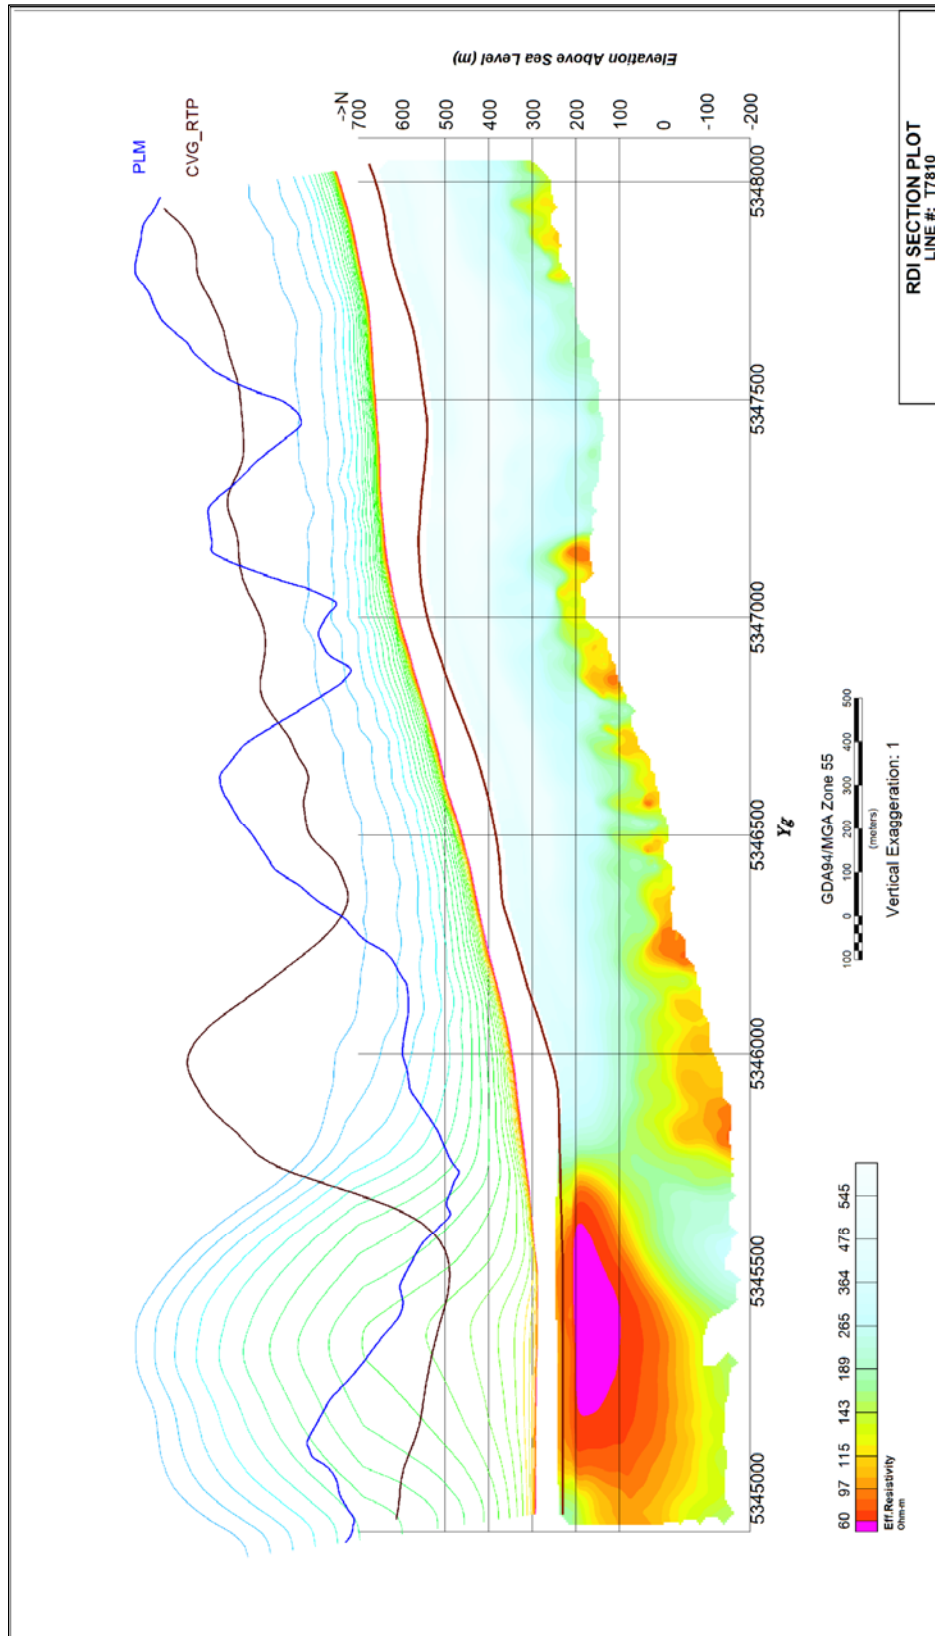 PLM
CVG_RTP
->N
Elevation Above Sea Level (m)
700
600
500
400
300
200
100
0
-100
-200
5345000
5345500
5346000
5346500
5347000
5347500
5348000
Yg
100 0 100 200 300 400 500
(meters)
GDA94/MGA Zone 55
Vertical Exaggeration: 1
60 97 115 143 189 265 364 475 545
Eff.Resistivity
Ohm-m
RDI SECTION PLOT
LINE #: T7810